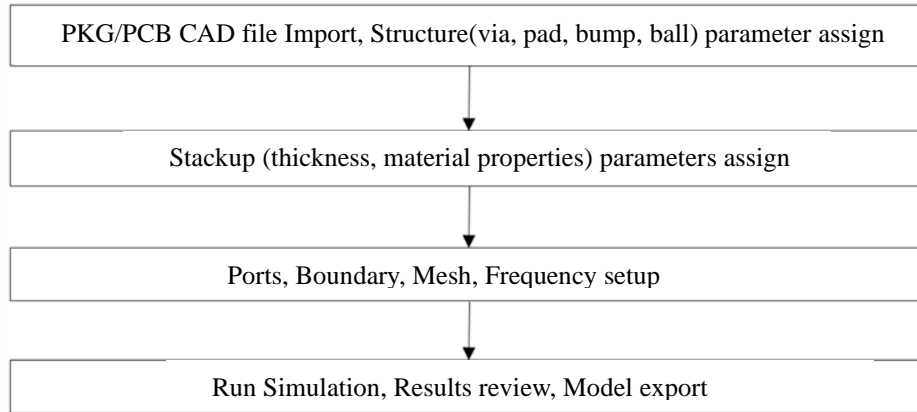 PKG/PCB CAD file Import, Structure(via, pad, bump, ball) parameter assign
Stackup (thickness, material properties) parameters assign
Ports, Boundary, Mesh, Frequency setup
Run Simulation, Results review, Model export